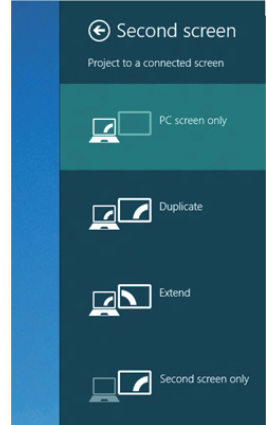 Second screen
Project to a connected screen
PC screen only
Duplicate
Extend
Second screen only